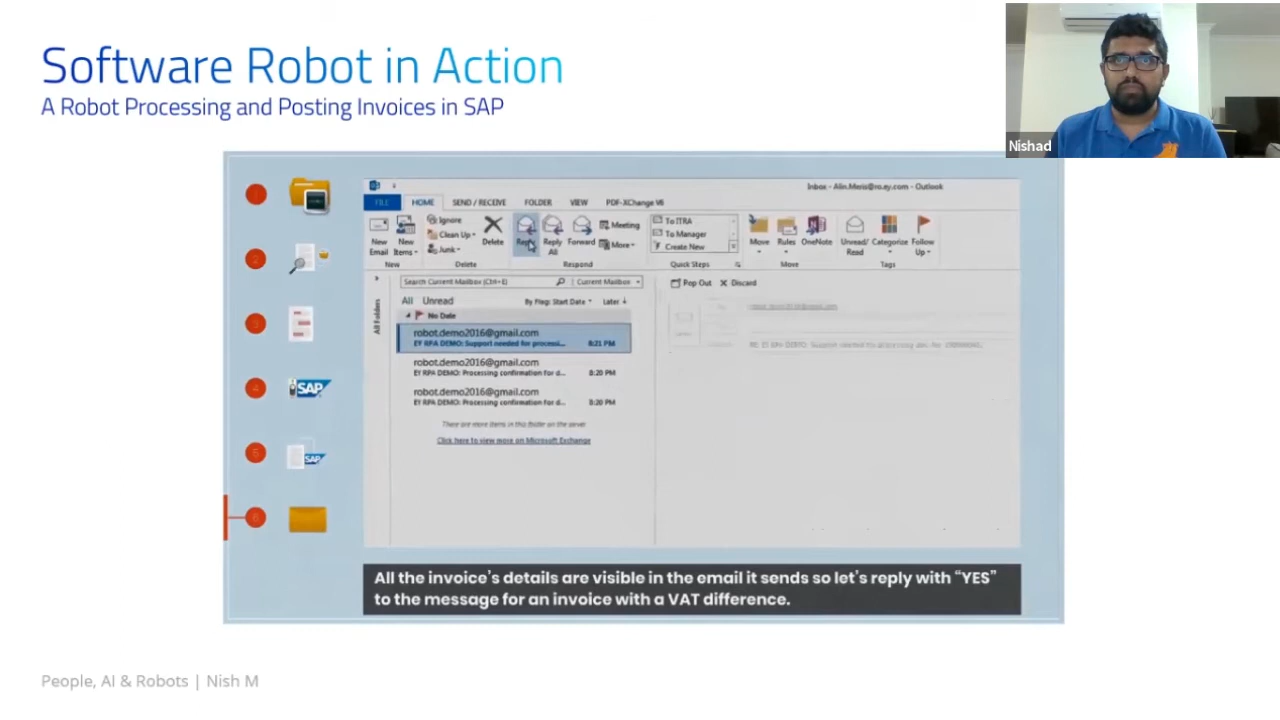 Software Robot in Action
A Robot Processing and Posting Invoices in SAP
Nishad
1
2
3
4
5
6
SAP
SAP
Inbox - Alin.Meris@ro.ey.com - Outlook
FILE HOME SEND / RECEIVE FOLDER VIEW PDF-XChange V6
New Email
New Items
Ignore
Clean Up
Junk
Delete
Reply
Reply All
Forward
Meeting
More
To ITRA
To Manager
Create New
Move
Rules
OneNote
Unread/ Read
Categorize
Follow Up
New Delete Respond Quick Steps Move Tags
All Folders
Search Current Mailbox (Ctrl+E) Current Mailbox
All Unread By Flag: Start Date Later
No Date
robot.demo2016@gmail.com
EY RPA DEMO: Support needed for processi... 8:21 PM
robot.demo2016@gmail.com
EY RPA DEMO: Processing confirmation for d... 8:20 PM
robot.demo2016@gmail.com
EY RPA DEMO: Processing confirmation for d... 8:20 PM
There are more items in this folder on the server
Click here to view more on Microsoft Exchange
Pop Out Discard
All the invoice's details are visible in the email it sends so let's reply with “YES”
to the message for an invoice with a VAT difference.
People, AI & Robots | Nish M